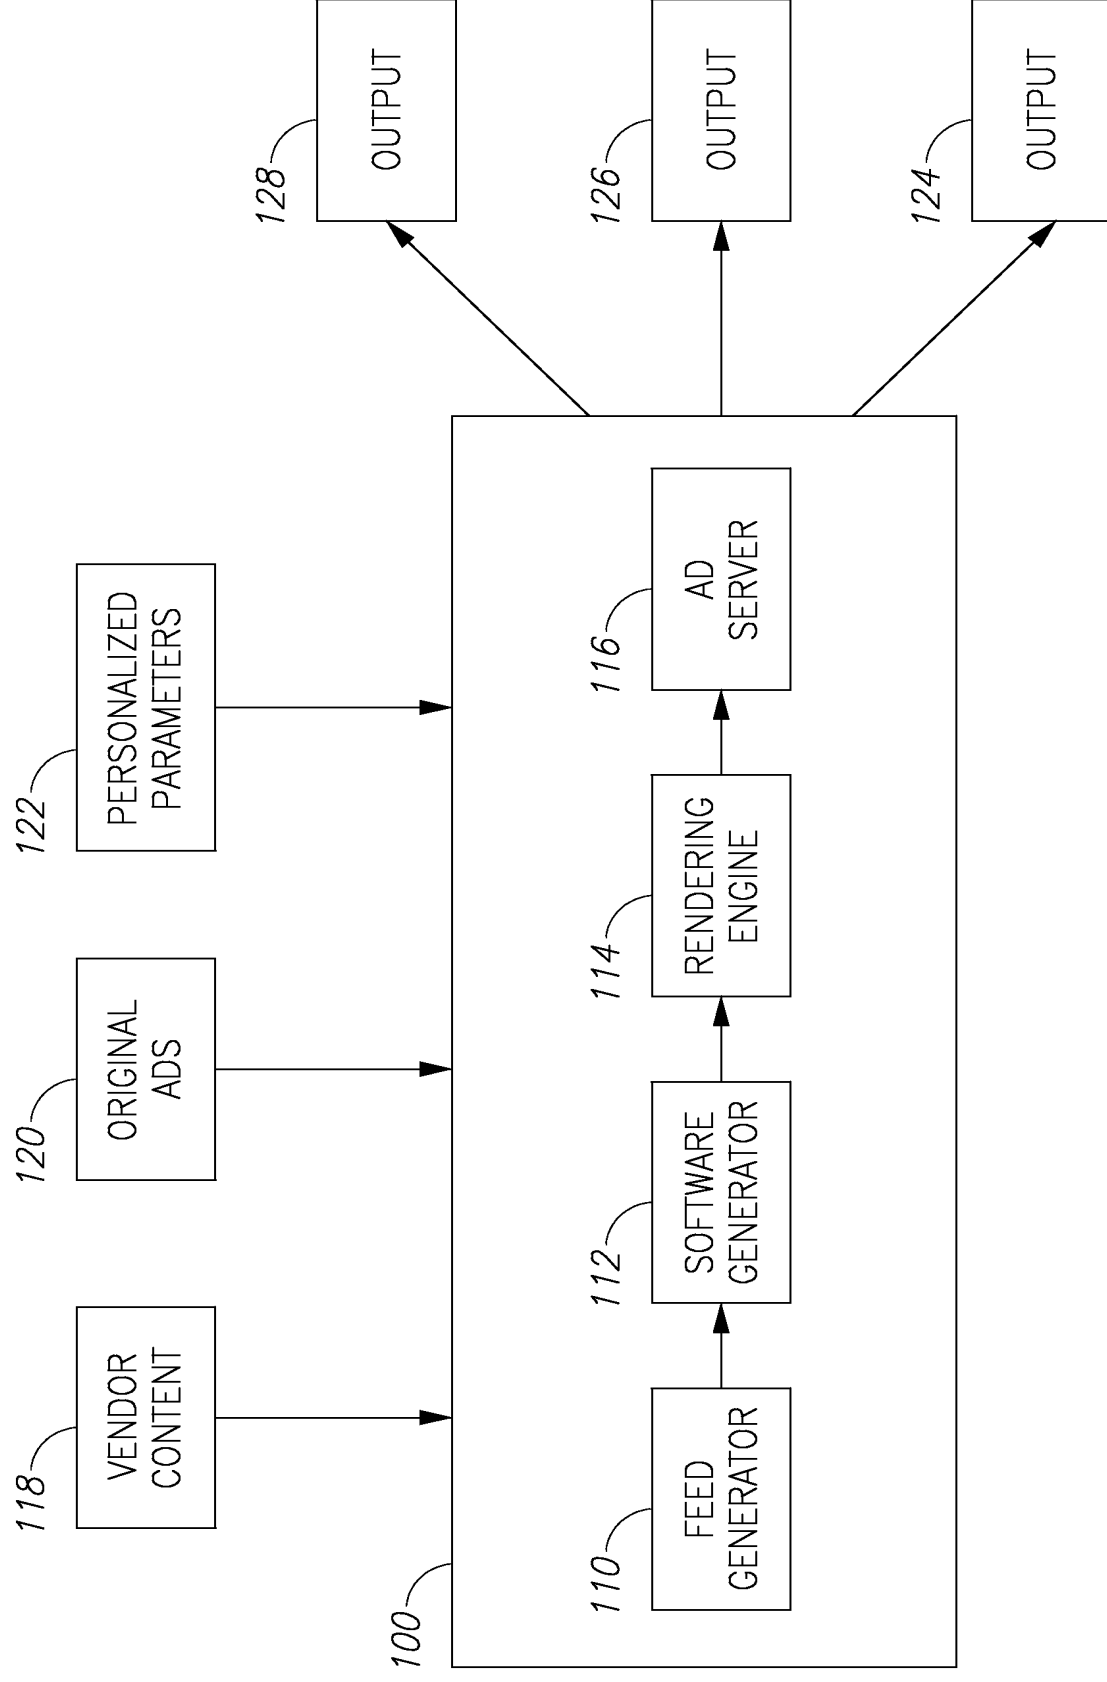 118
VENDOR
CONTENT
120
ORIGINAL
ADS
122
PERSONALIZED
PARAMETERS
100
110
FEED
GENERATOR
112
SOFTWARE
GENERATOR
114
RENDERING
ENGINE
116
AD
SERVER
128
OUTPUT
126
OUTPUT
124
OUTPUT